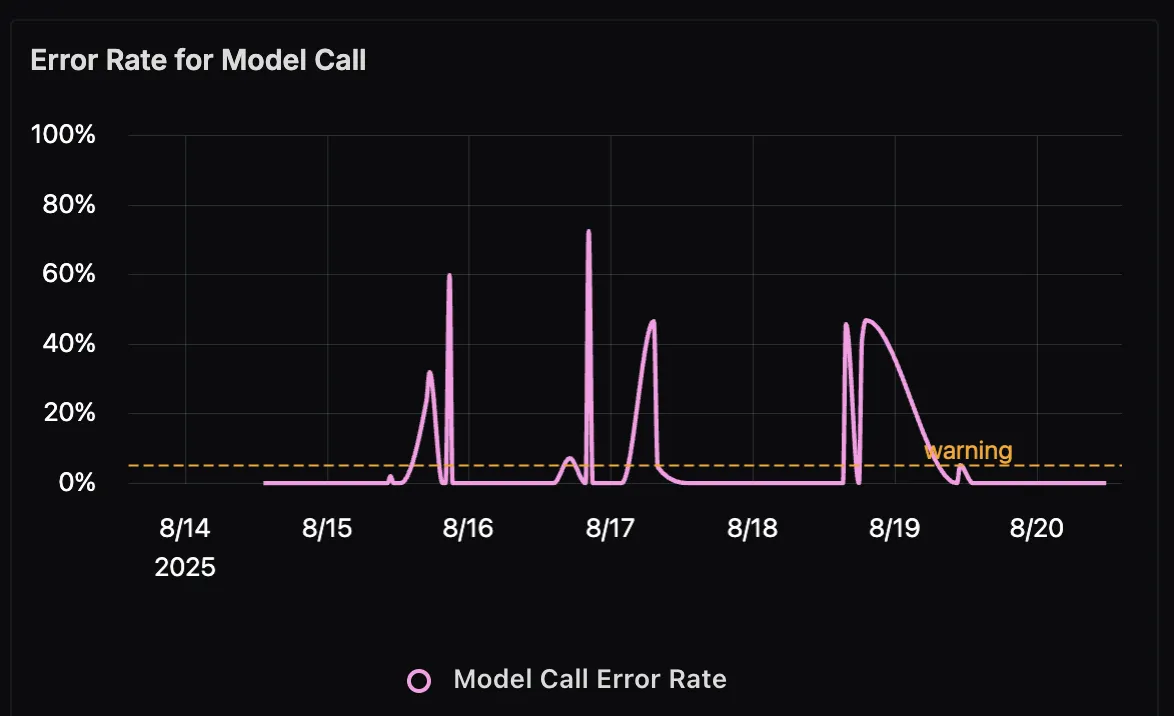 Error Rate for Model Call
100%
80%
60%
40%
20%
warning
0%
8/14 8/15 8/16 8/17 8/18 8/19 8/20
2025
Model Call Error Rate